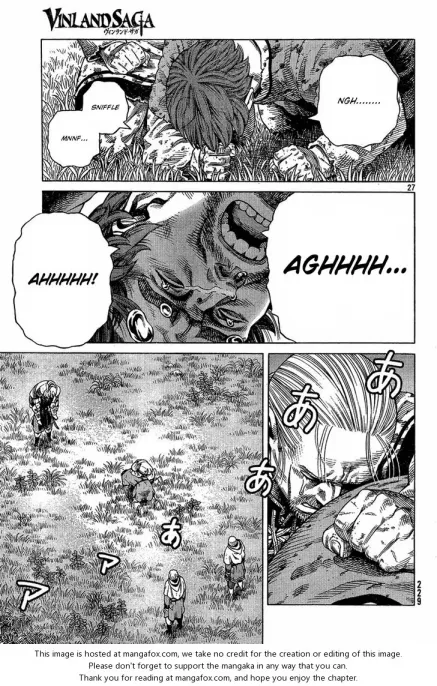 VINLAND SAGA
ヴィンランド・サガ
NGH........
SNIFFLE
MNNF...
27
AGHHHH...
AHHHHH!
あ
あ
あ
あ
ア
ア
229
This image is hosted at mangafox.com, we take no credit for the creation or editing of this image.
Please don't forget to support the mangaka in any way that you can.
Thank you for reading at mangafox.com, and hope you enjoy the chapter.